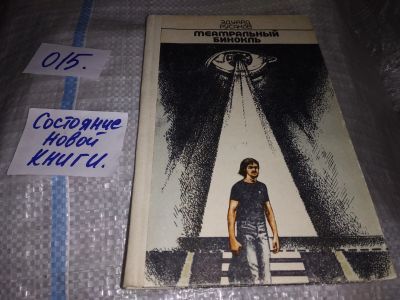 015.
Состояние
новой
книги.
ЭДУАРД
РУСАКОВ
ТЕАТРАЛЬНЫЙ
БИНОКЛЬ